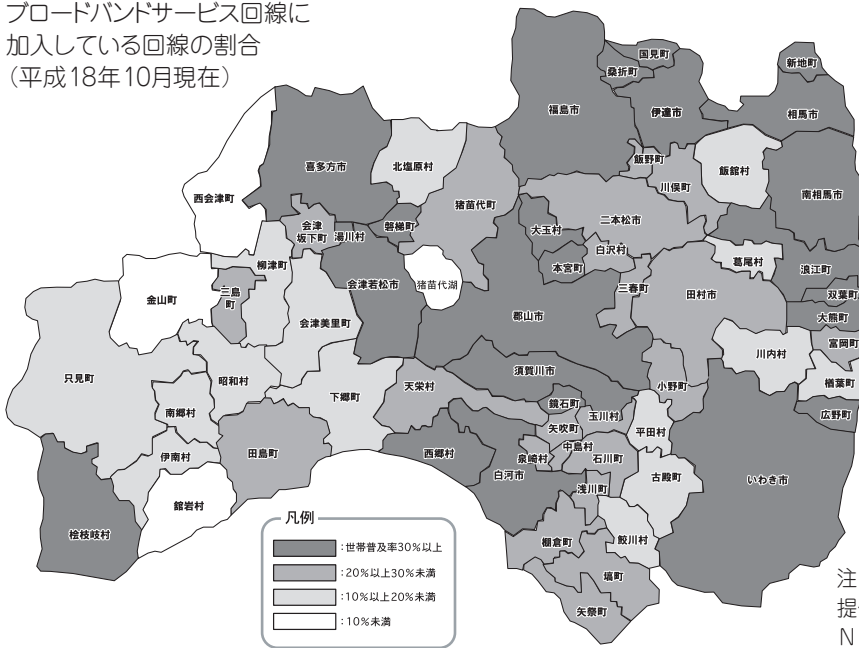 ブロードバンドサービス回線に
加入している回線の割合
（平成18年10月現在）
国見町
桑折町
新地町
福島市
伊達市
相馬市
喜多方市
北塩原村
飯野町
飯舘村
川俣町
南相馬市
西会津町
猪苗代町
会津
坂下町
湯川村
磐梯町
大玉村
二本松市
白沢村
葛尾村
本宮町
浪江町
柳津町
会津若松市
猪苗代湖
三春町
田村市
双葉町
金山町
三島
町
会津美里町
郡山市
大熊町
富岡町
川内村
只見町
昭和村
須賀川市
小野町
楢葉町
下郷町
天栄村
南郷村
鏡石町
玉川村
広野町
矢吹町
平田村
中島村
田島町
西郷村
伊南村
泉崎村
石川町
白河市
古殿町
いわき市
檜枝岐村
舘岩村
浅川町
鮫川村
棚倉町
塙町
矢祭町
凡例
：世帯普及率30％以上
：20％以上30％未満
：10％以上20％未満
：10％未満
注
提
N